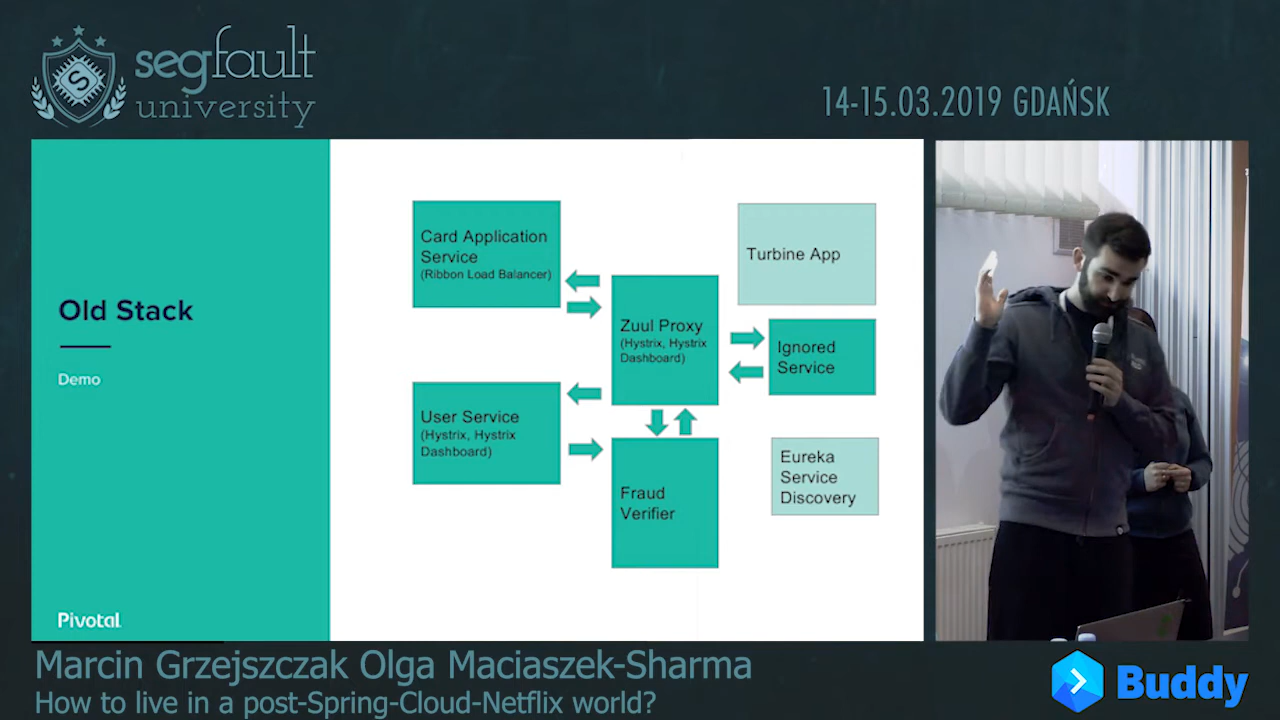 segfault
university
14-15.03.2019 GDAŃSK
Old Stack
Demo
Pivotal
Card Application
Service
(Ribbon Load Balancer)
Zuul Proxy
(Hystrix, Hystrix
Dashboard)
Turbine App
Ignored
Service
User Service
(Hystrix, Hystrix
Dashboard)
Fraud
Verifier
Eureka
Service
Discovery
Marcin Grzejszczak Olga Maciaszek-Sharma
How to live in a post-Spring-Cloud-Netflix world?
Buddy